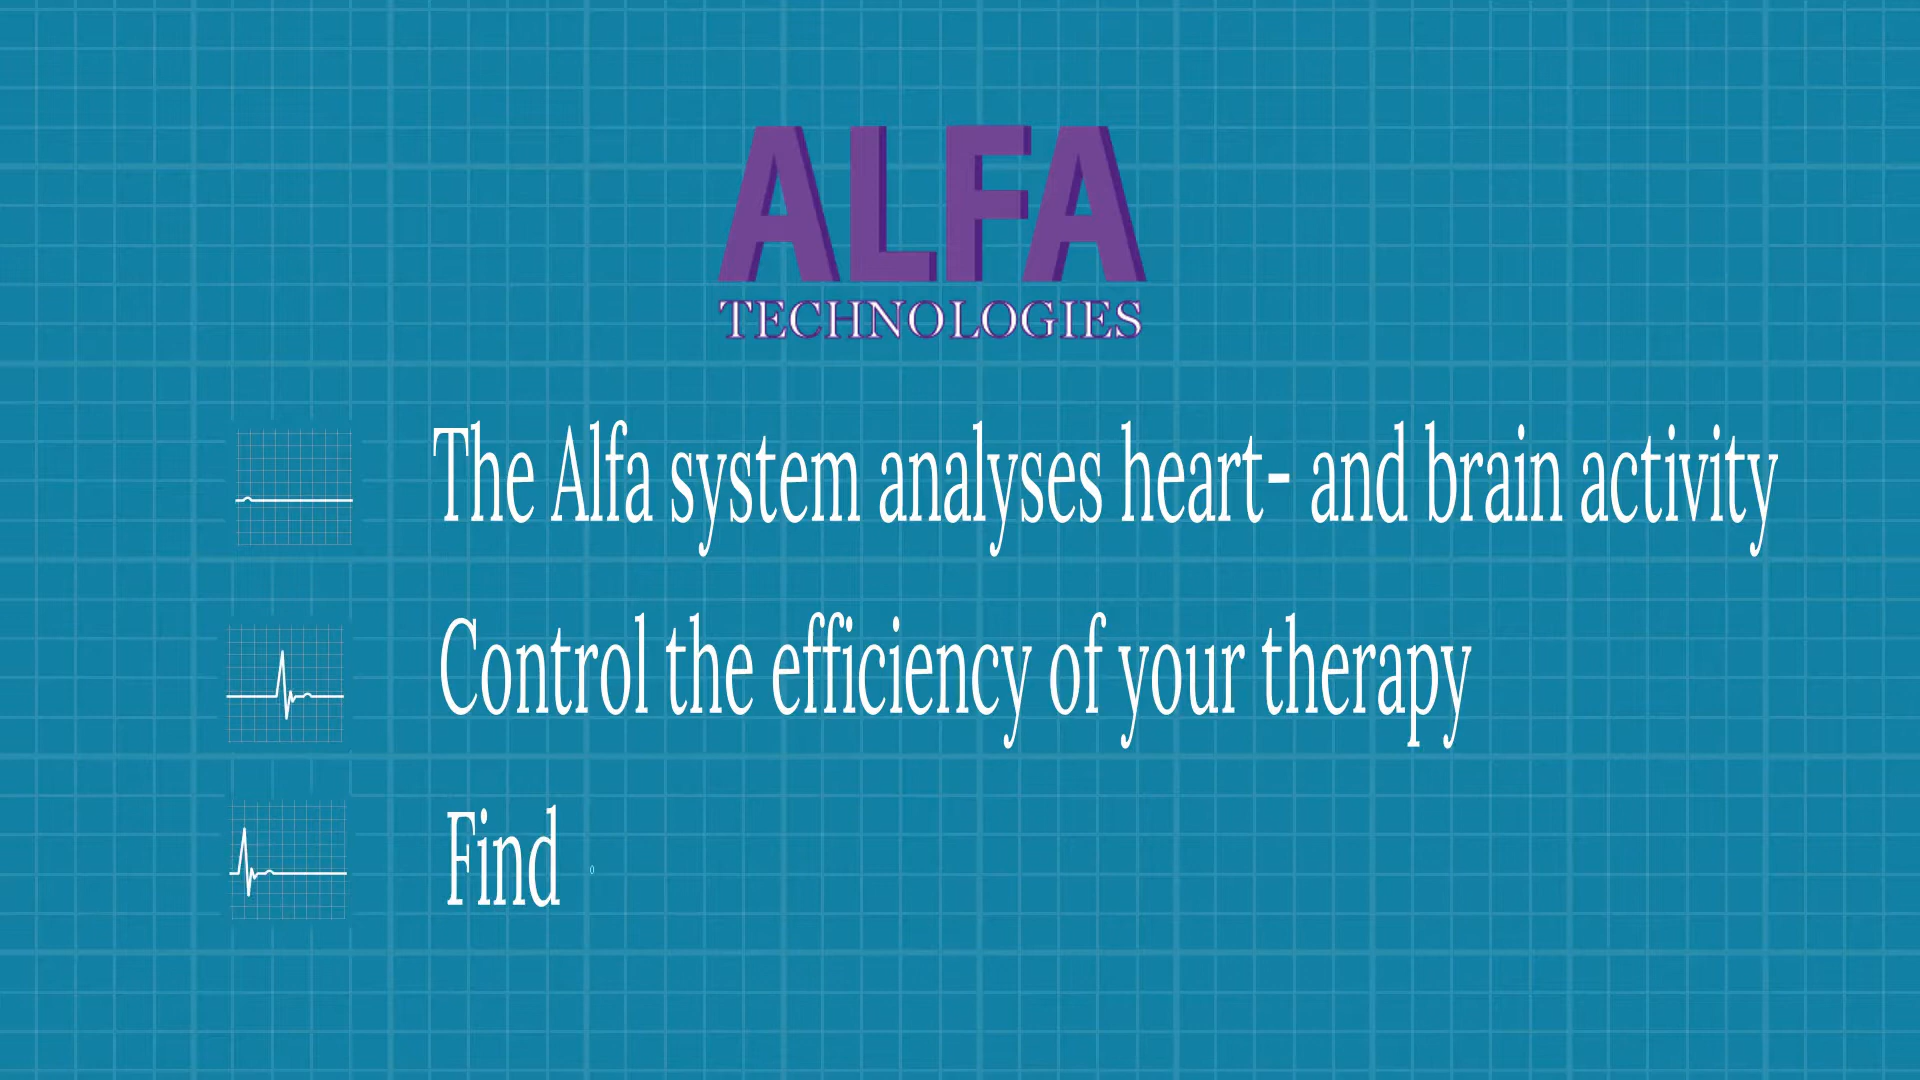 ALFA
TECHNOLOGIES
The Alfa system analyses heart- and brain activity
Control the efficiency of your therapy
Find